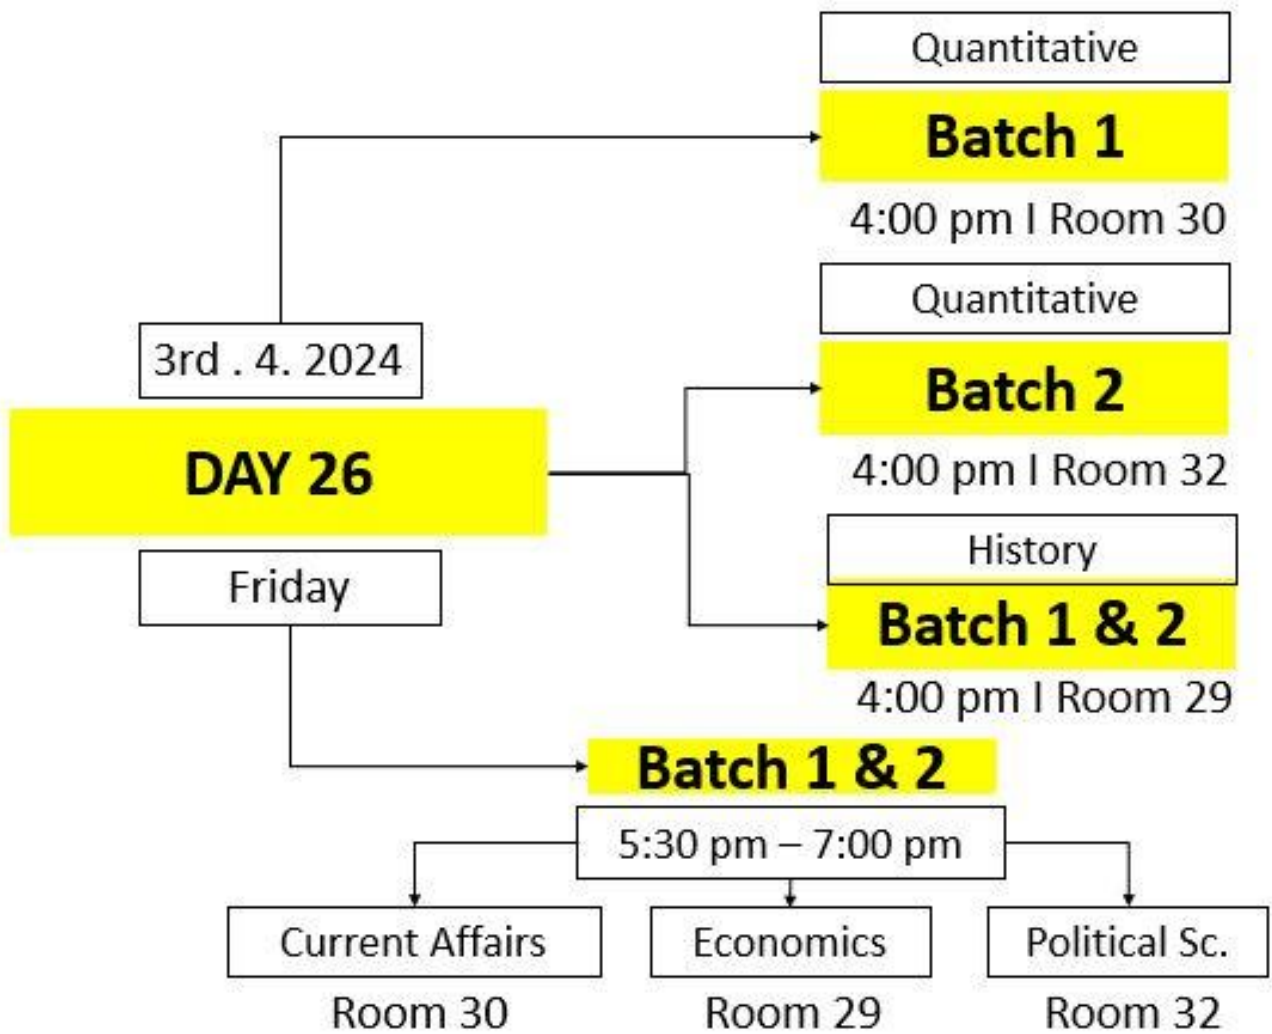 Quantitative
Batch 1
4:00 pm I Room 30
Quantitative
Batch 2
4:00 pm I Room 32
3rd . 4. 2024
DAY 26
Friday
History
Batch 1 & 2
4:00 pm I Room 29
Batch 1 & 2
5:30 pm – 7:00 pm
Current Affairs
Economics
Political Sc.
Room 30
Room 29
Room 32